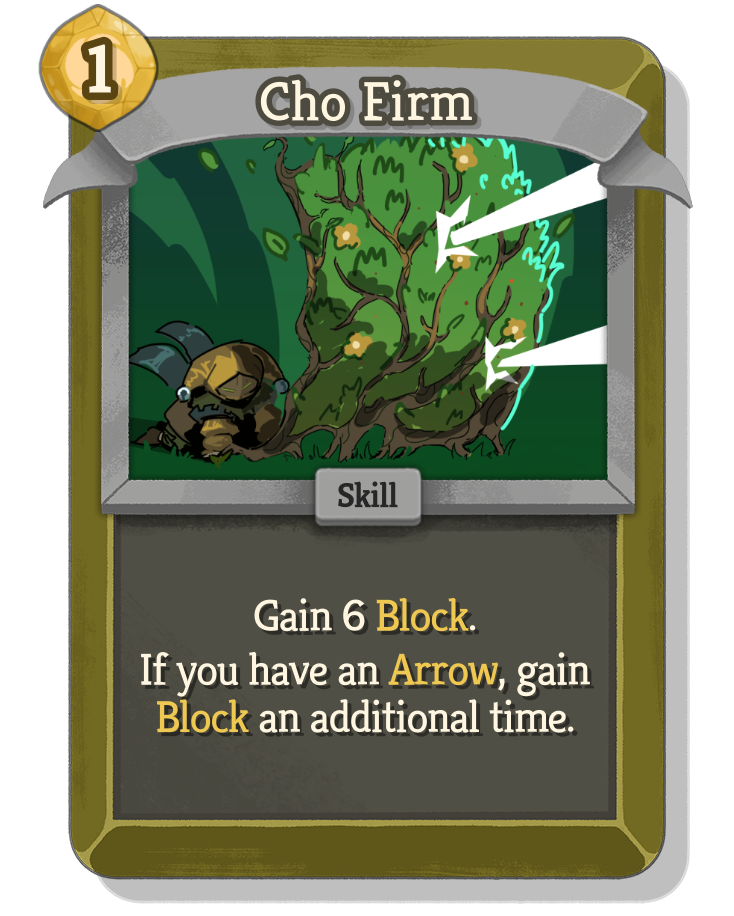 1
Cho Firm
Skill
Gain 6 Block.
If you have an Arrow, gain
Block an additional time.